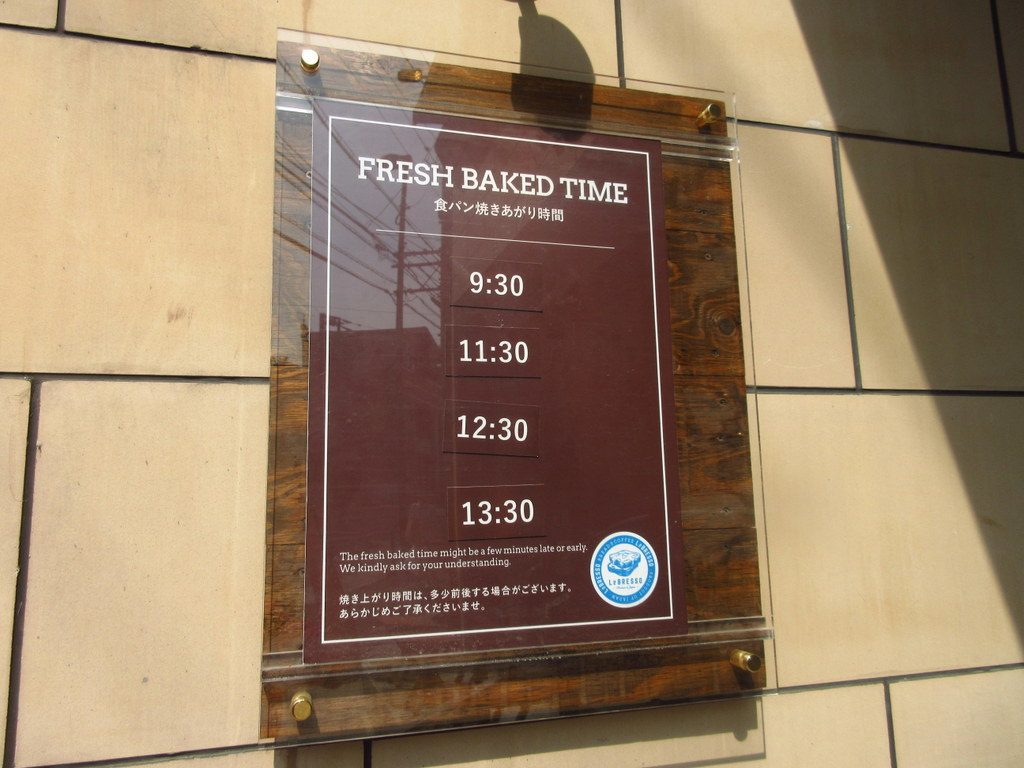 FRESH BAKED TIME
食パン焼きあがり時間
9:30
11:30
12:30
13:30
The fresh baked time might be a few minutes late or early.
We kindly ask for your understanding.
焼き上がり時間は、多少前後する場合がございます。
あらかじめご了承くださいませ。
LeBRESSO